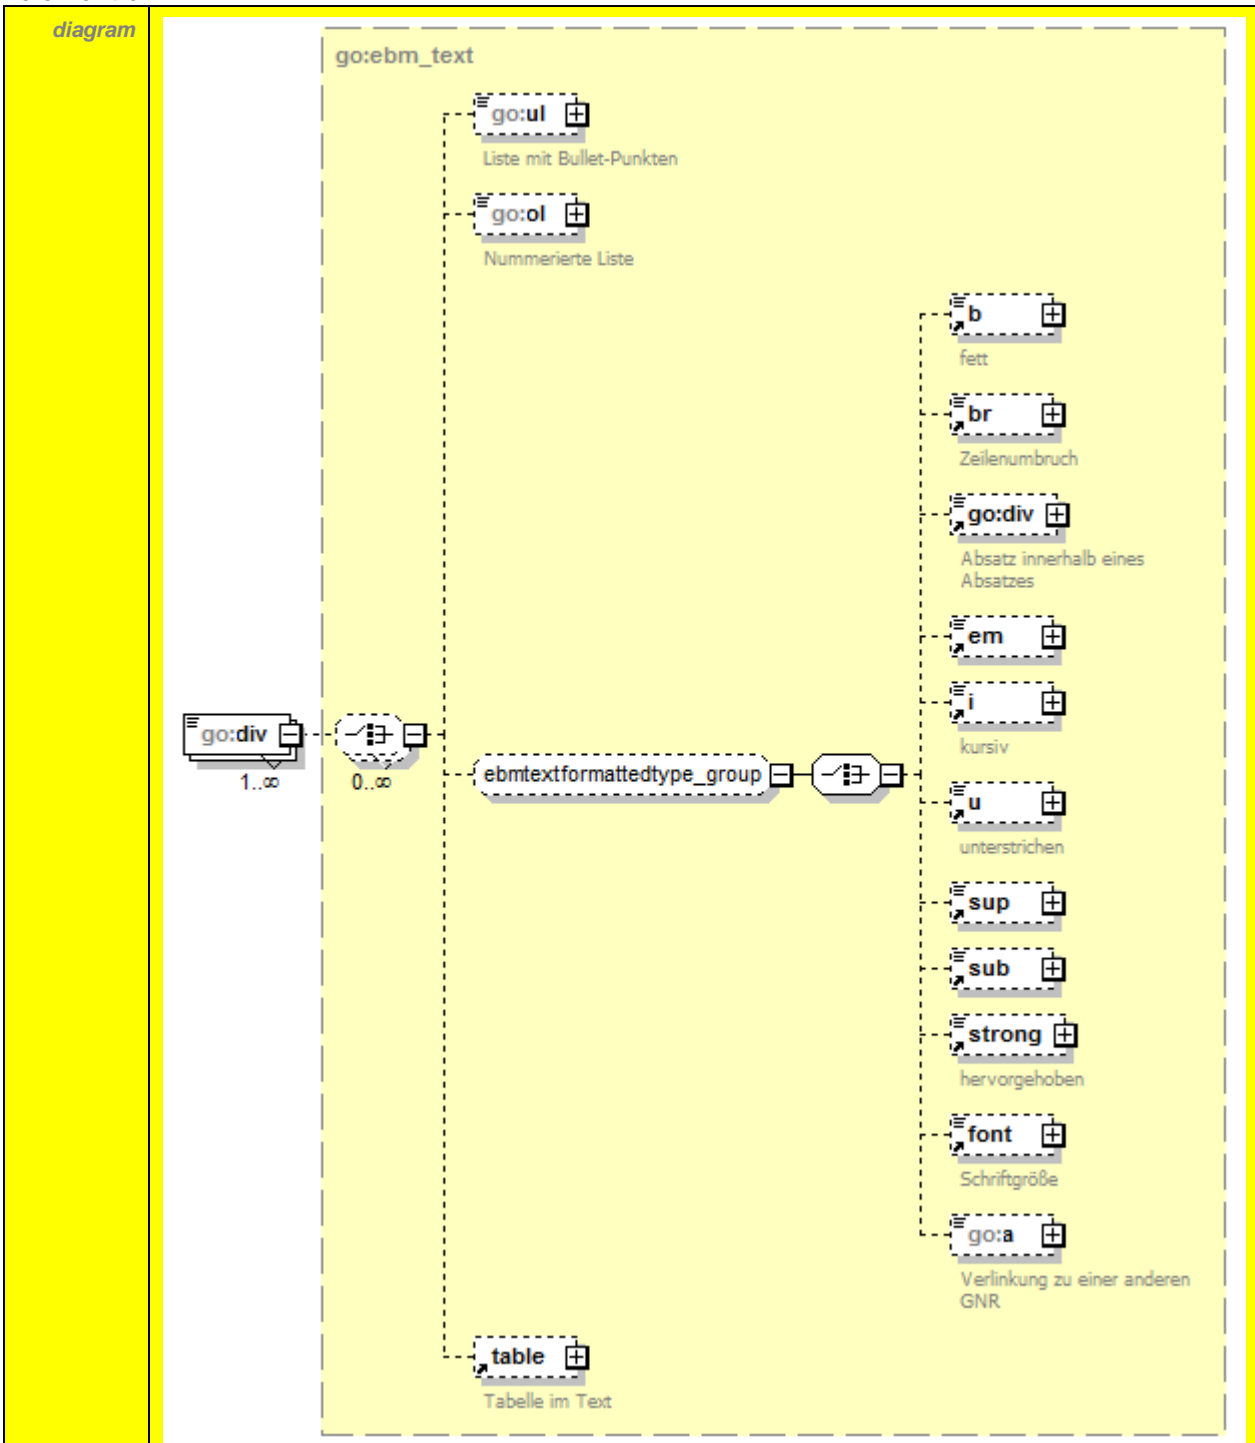 diagram
go:ebm_text
go:ul
Liste mit Bullet-Punkten
go:ol
Nummerierte Liste
b
fett
br
Zeilenumbruch
go:div
Absatz innerhalb eines
Absatzes
em
i
kursiv
go:div
1..∞
0..∞
ebmtextformattedtype_group
u
unterstrichen
sup
sub
strong
hervorgehoben
font
Schriftgröße
go:a
Verlinkung zu einer anderen
GNR
table
Tabelle im Text